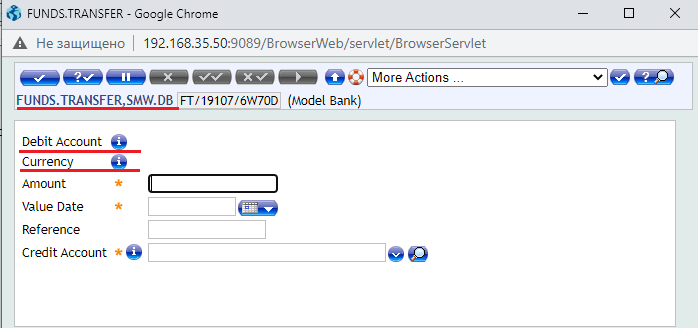 FUNDS.TRANSFER - Google Chrome
Не защищено 192.168.35.50:9089/BrowserWeb/servlet/BrowserServlet
More Actions ...
FUNDS.TRANSFER,SMW.DB FT/19107/6W70D (Model Bank)
Debit Account
Currency
Amount *
Value Date *
Reference
Credit Account *